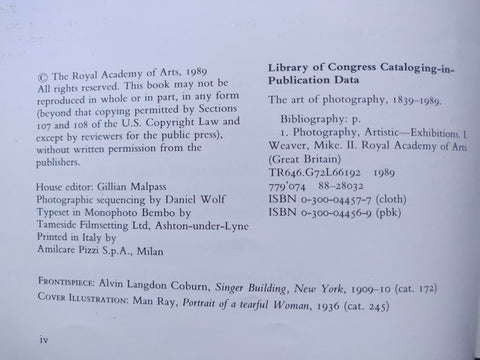 © The Royal Academy of Arts, 1989
All rights reserved. This book may not be
reproduced in whole or in part, in any form
(beyond that copying permitted by Sections
107 and 108 of the U.S. Copyright Law and
except by reviewers for the public press),
without written permission from the
publishers.
House editor: Gillian Malpass
Photographic sequencing by Daniel Wolf
Typeset in Monophoto Bembo by
Tameside Filmsetting Ltd, Ashton-under-Lyne
Printed in Italy by
Amilcare Pizzi S.p.A., Milan
Library of Congress Cataloging-in-
Publication Data
The art of photography, 1839–1989.
Bibliography: p.
1. Photography, Artistic—Exhibitions. I.
Weaver, Mike. II. Royal Academy of Arts
(Great Britain)
TR646.G72L66192 1989
779'074 88–28032
ISBN 0-300-04457-7 (cloth)
ISBN 0-300-04456-9 (pbk)
FRONTISPIECE: Alvin Langdon Coburn, Singer Building, New York, 1909–10 (cat. 172)
COVER ILLUSTRATION: Man Ray, Portrait of a tearful Woman, 1936 (cat. 245)
iv